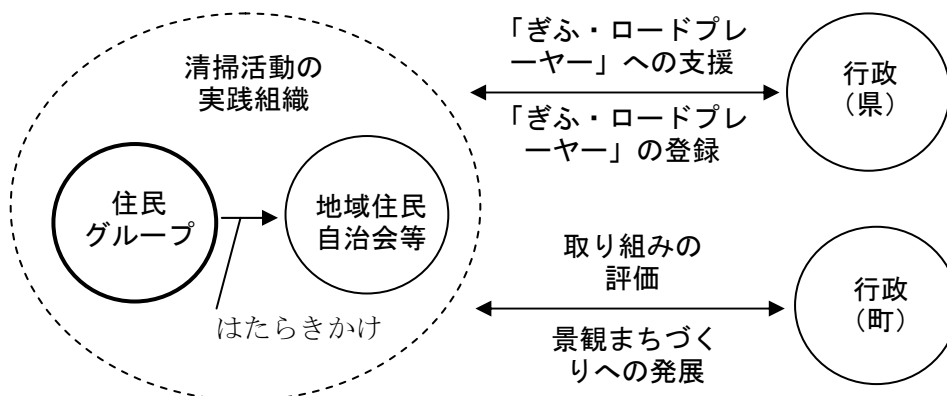 清掃活動の
実践組織
住民
グループ
地域住民
自治会等
はたらきかけ
「ぎふ・ロードプレ
ーヤー」への支援
「ぎふ・ロードプレ
ーヤー」の登録
行政
（県）
取り組みの
評価
景観まちづく
りへの発展
行政
（町）